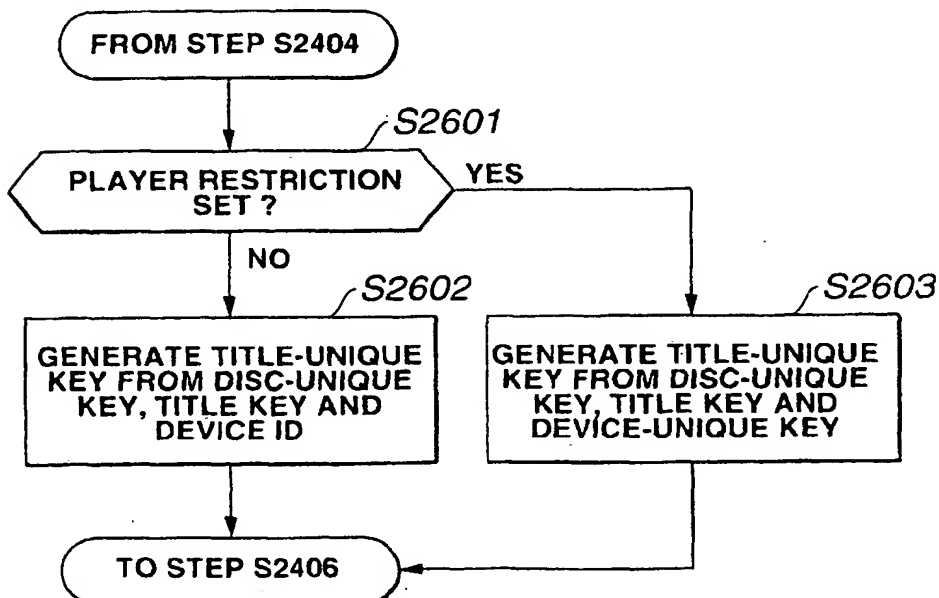 FROM STEP S2404
S2601
PLAYER RESTRICTION
SET ?
YES
NO
S2602
GENERATE TITLE-UNIQUE
KEY FROM DISC-UNIQUE
KEY, TITLE KEY AND
DEVICE ID
S2603
GENERATE TITLE-UNIQUE
KEY FROM DISC-UNIQUE
KEY, TITLE KEY AND
DEVICE-UNIQUE KEY
TO STEP S2406